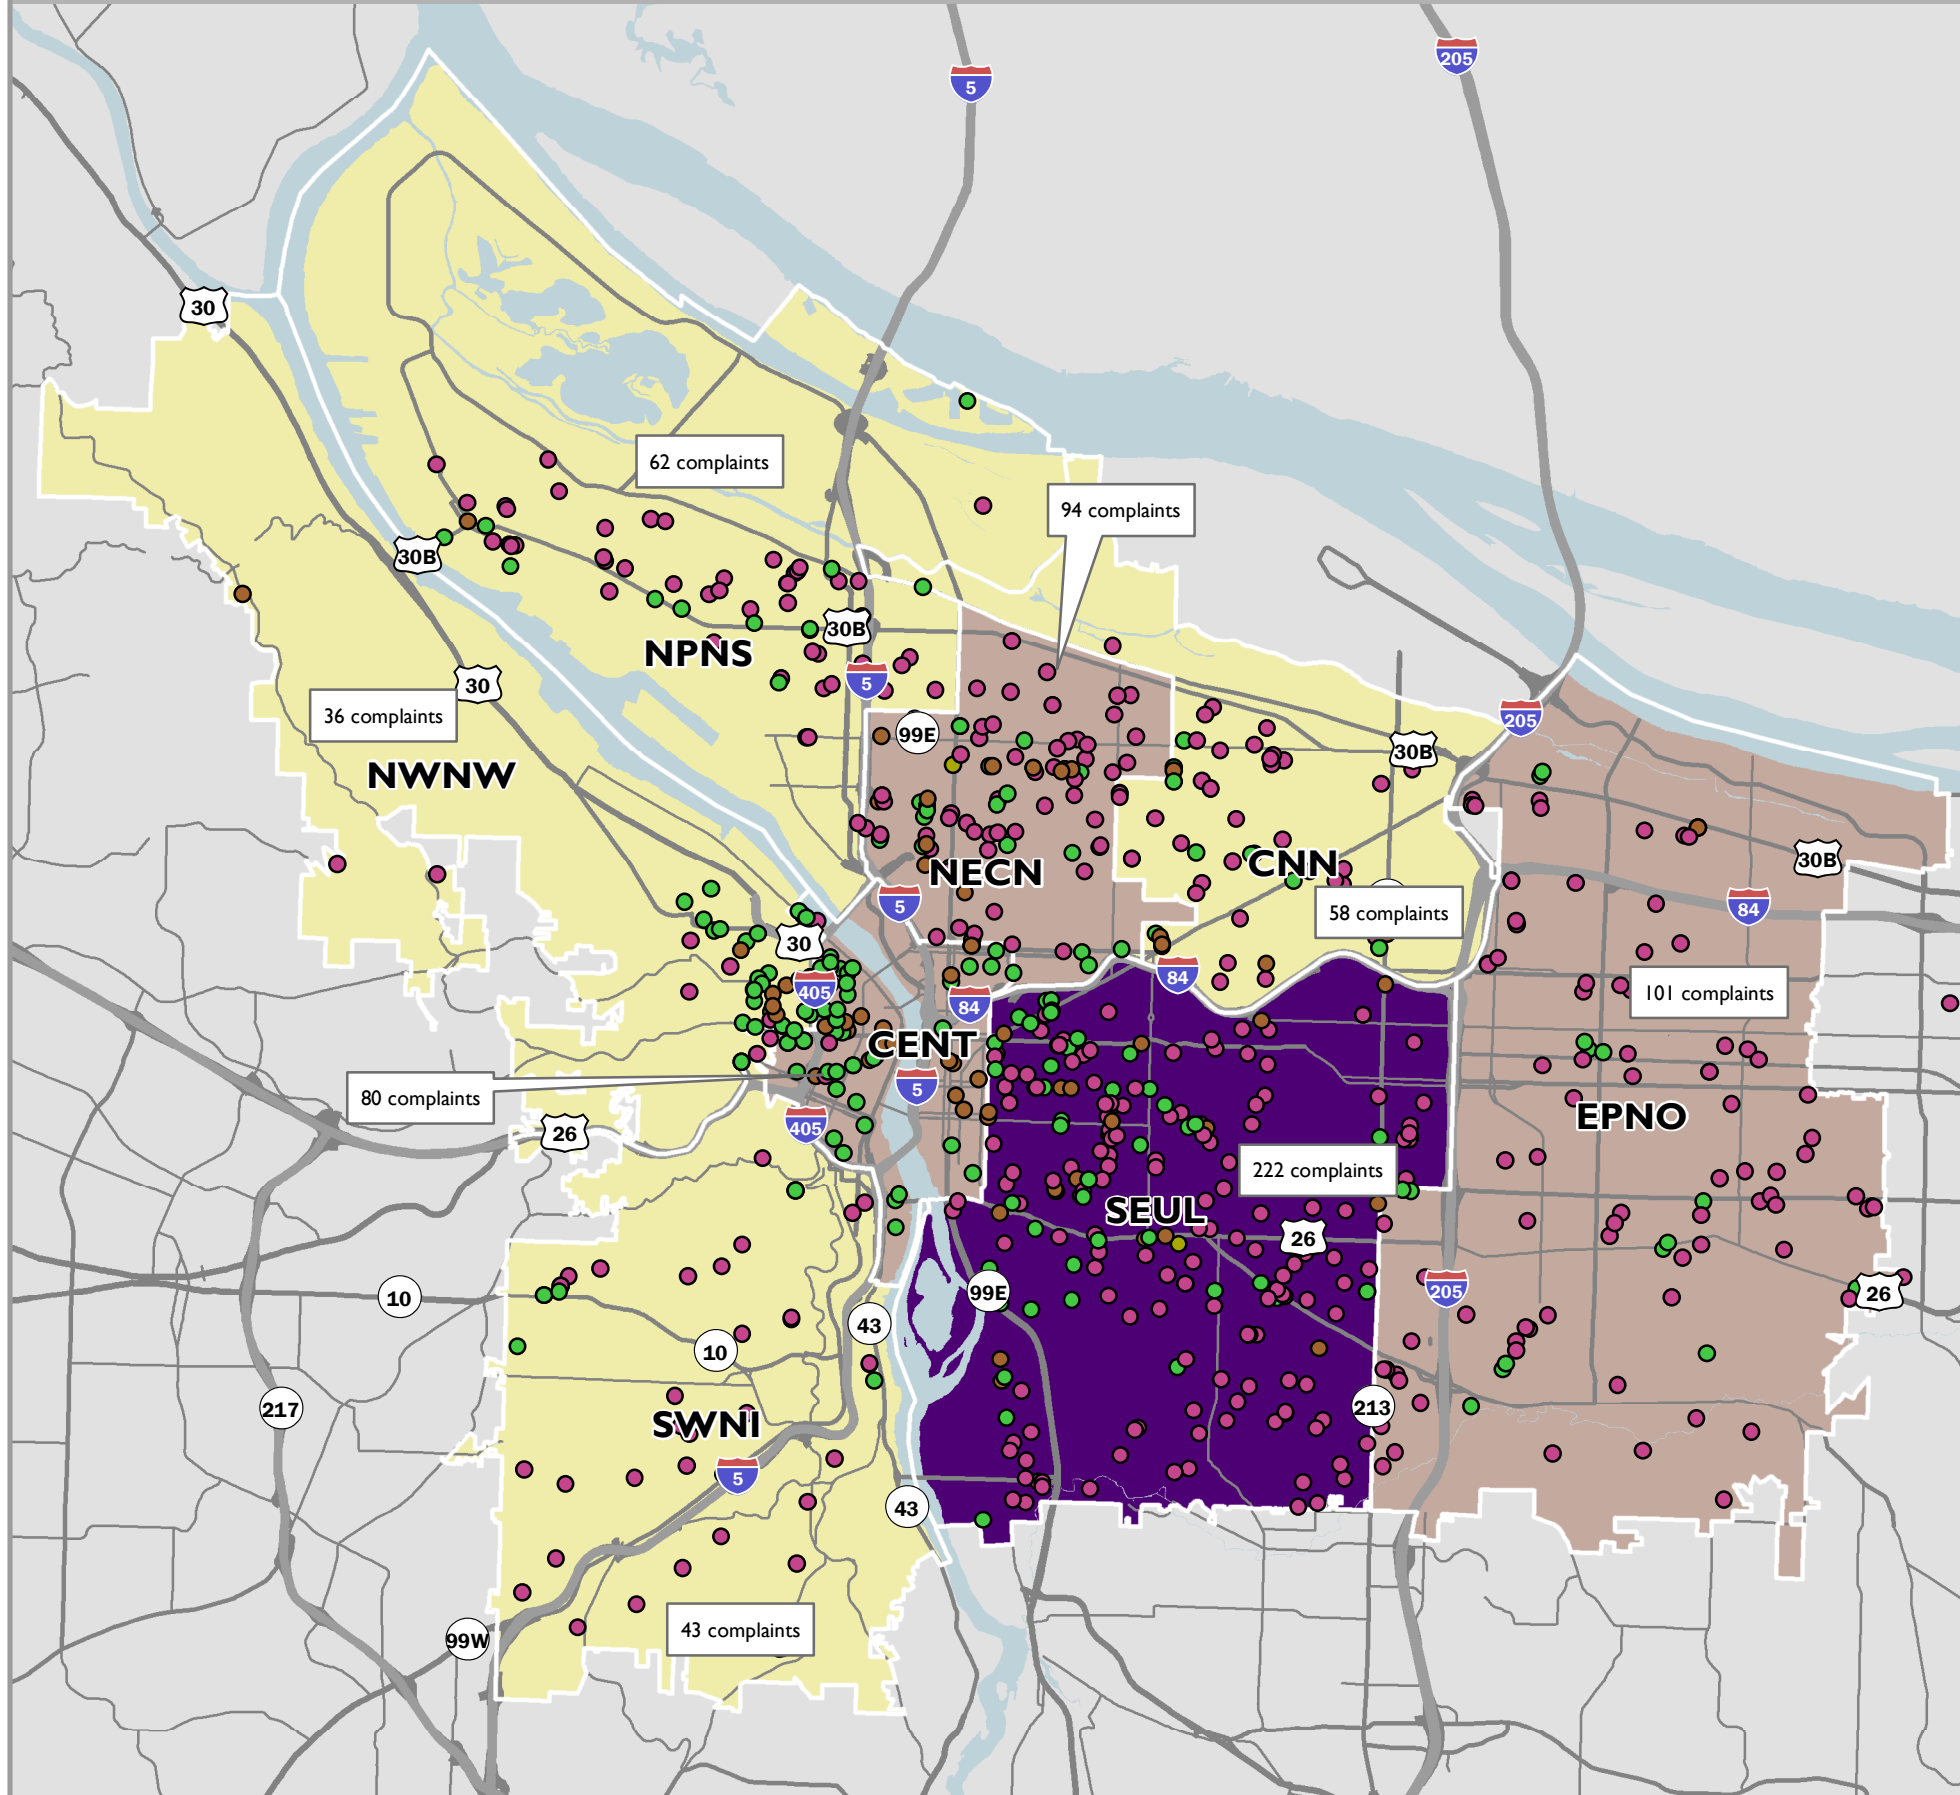 5
205
30
62 complaints
94 complaints
30B
30B
NPNS
5
30
36 complaints
205
99E
30B
NWNW
NECN
CNN
30B
5
84
58 complaints
30
84
405
84
101 complaints
CENT
5
80 complaints
EPNO
405
26
222 complaints
SEUL
26
99E
205
26
10
43
10
217
213
SWNI
5
43
43 complaints
99W